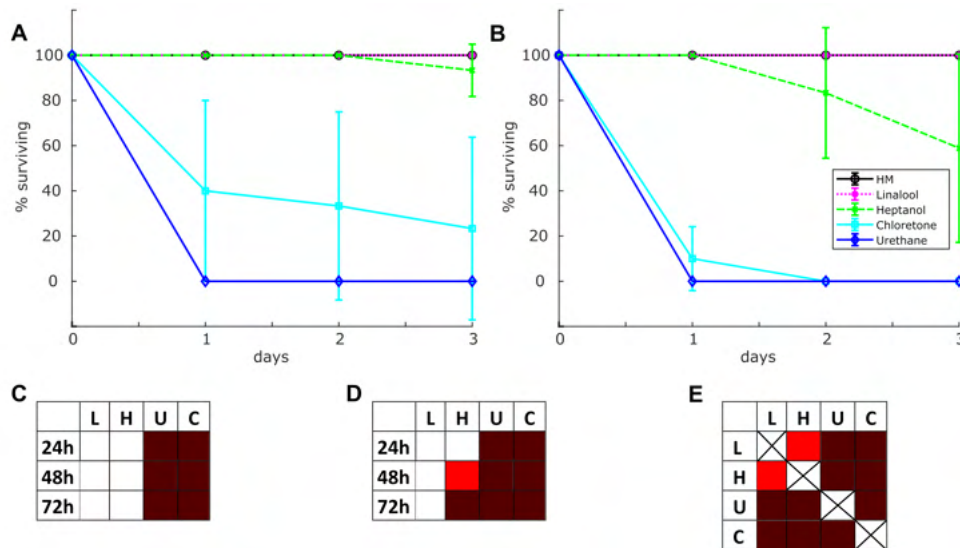 A
B
% surviving
100
80
60
40
20
0
0
1
2
3
days
% surviving
100
80
60
40
20
0
0
1
2
3
days
HM
Linalool
Heptanol
Chloretone
Urethane
C
L H U C
24h
48h
72h
D
L H U C
24h
48h
72h
E
L H U C
L
H
U
C